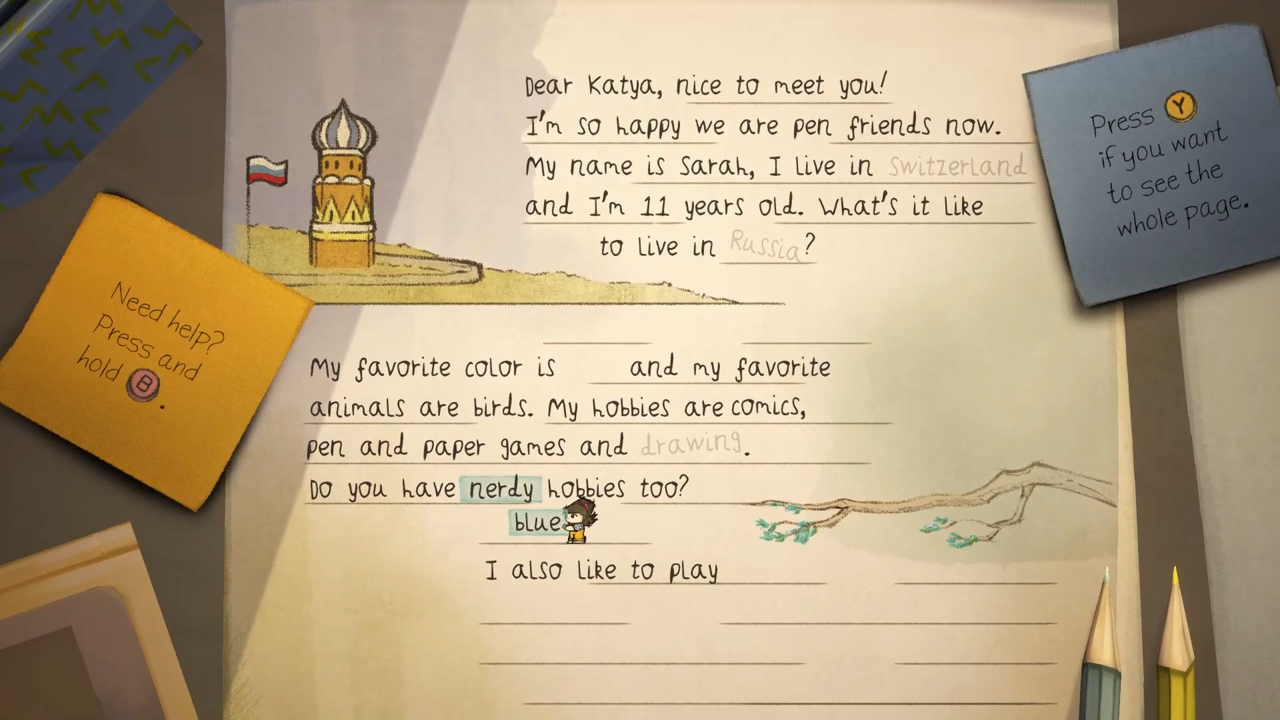 Dear Katya, nice to meet you!
I'm so happy we are pen friends now.
My name is Sarah, I live in Switzerland
and I'm 11 years old. What's it like
to live in Russia?
Press Y
if you want
to see the
whole page.
Need help?
Press and
hold B.
My favorite color is and my favorite
animals are birds. My hobbies are comics,
pen and paper games and drawing.
Do you have nerdy hobbies too?
blue
I also like to play